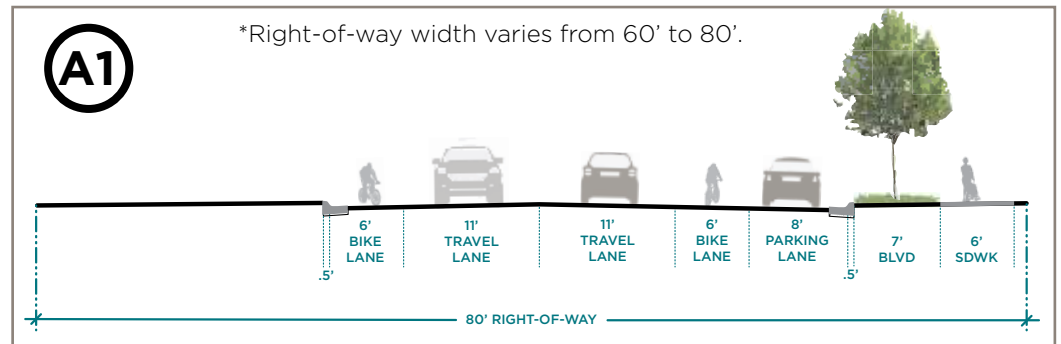 A1
*Right-of-way width varies from 60’ to 80’.
.5’
6’
BIKE
LANE
11’
TRAVEL
LANE
11’
TRAVEL
LANE
6’
BIKE
LANE
8’
PARKING
LANE
.5’
7’
BLVD
6’
SDWK
80’ RIGHT-OF-WAY